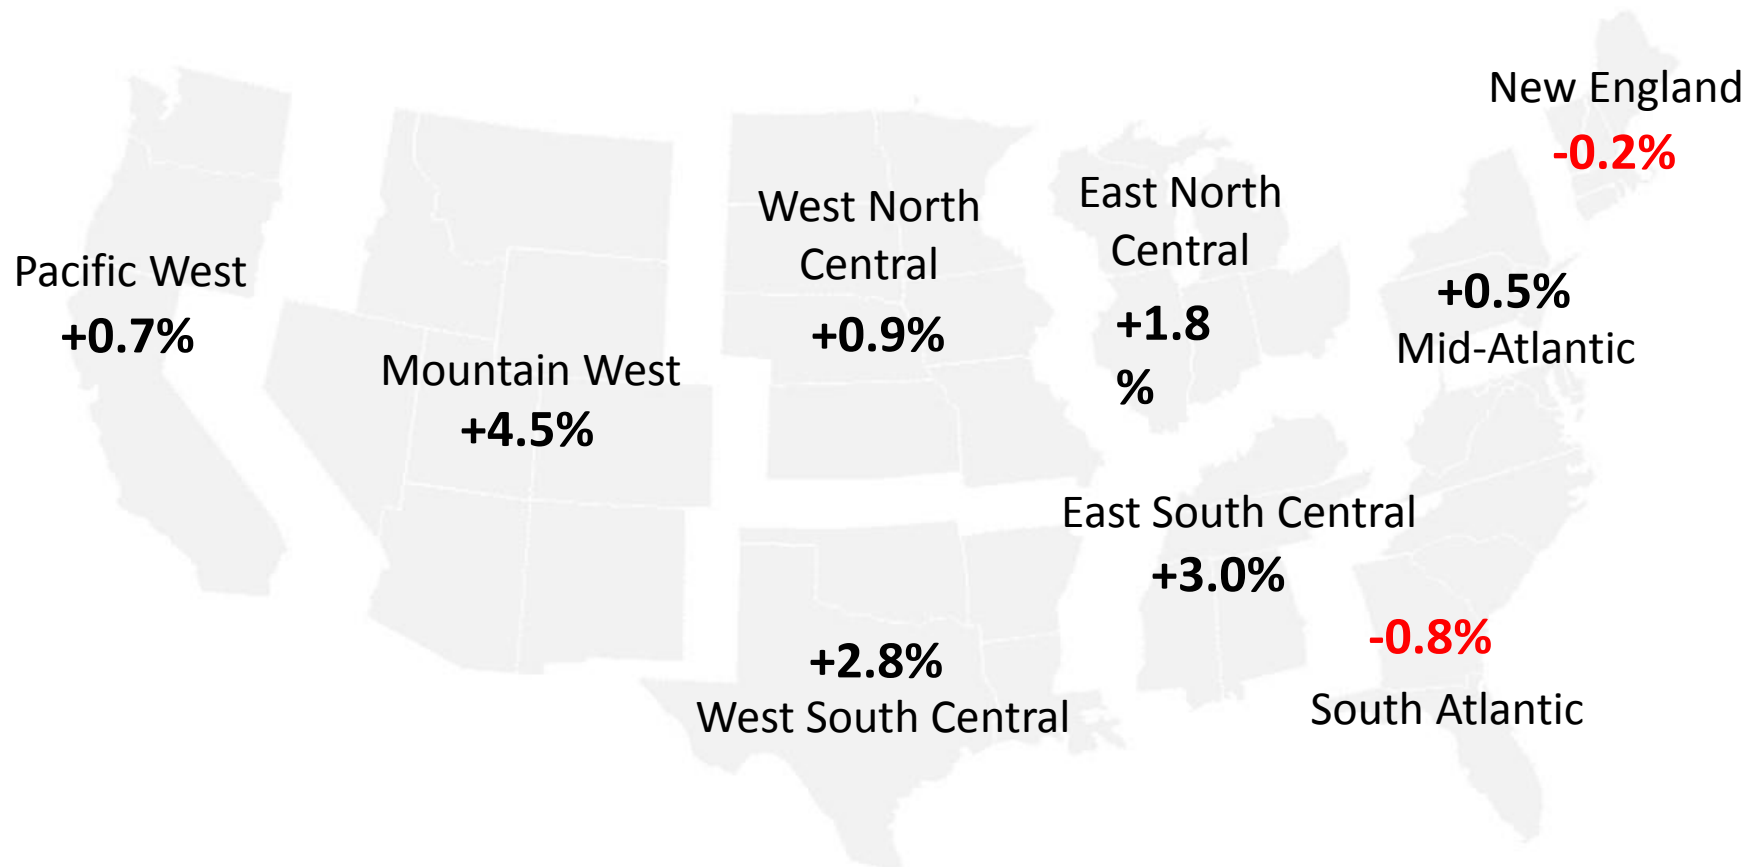 New England
-0.2%
West North
Central
+0.9%
East North
Central
+1.8
%
Pacific West
+0.7%
+0.5%
Mid-Atlantic
Mountain West
+4.5%
East South Central
+3.0%
-0.8%
South Atlantic
+2.8%
West South Central